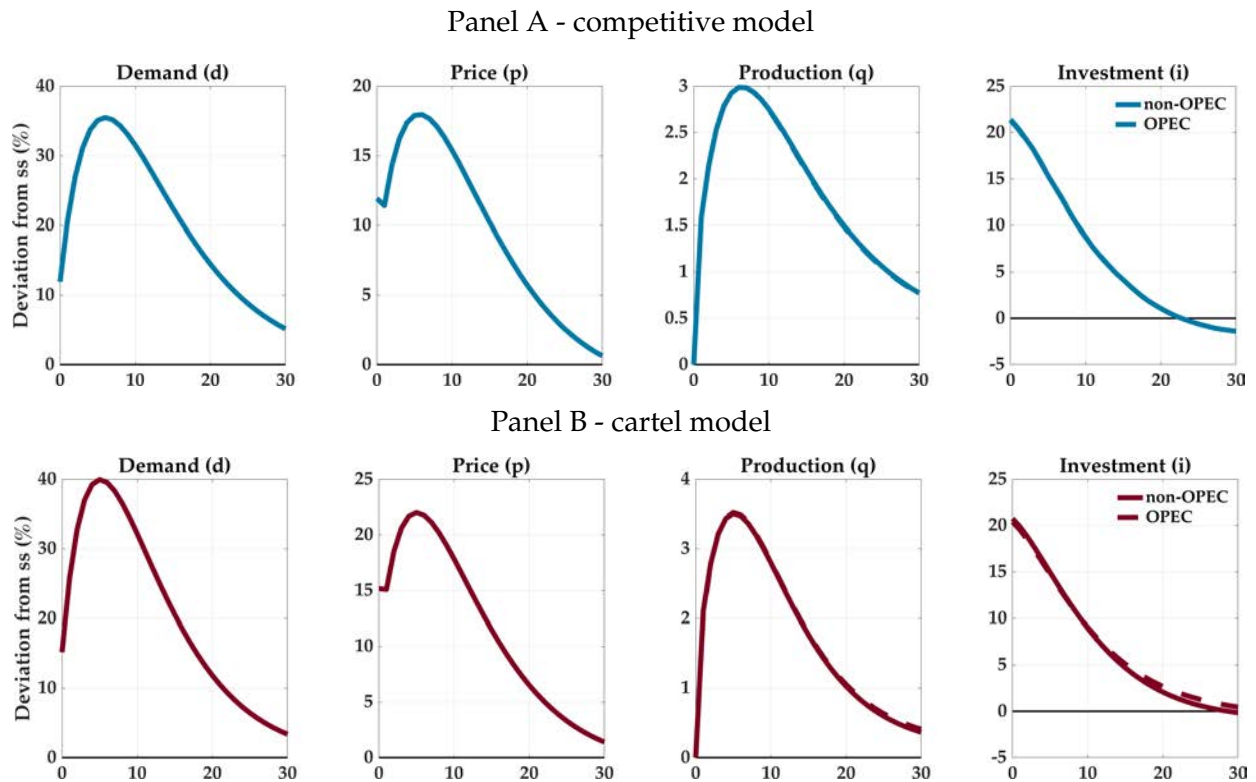 Panel A - competitive model
Demand (d) Price (p) Production (q) Investment (i)
Deviation from ss (%)
40
30
20
10
0
0 10 20 30
20
15
10
5
0
0 10 20 30
3
2.5
2
1.5
1
0.5
0
0 10 20 30
25
20
15
10
5
0
-5
0 10 20 30
non-OPEC
OPEC
Panel B - cartel model
Demand (d) Price (p) Production (q) Investment (i)
Deviation from ss (%)
40
30
20
10
0
0 10 20 30
25
20
15
10
5
0
0 10 20 30
4
3
2
1
0
0 10 20 30
25
20
15
10
5
0
-5
0 10 20 30
non-OPEC
OPEC